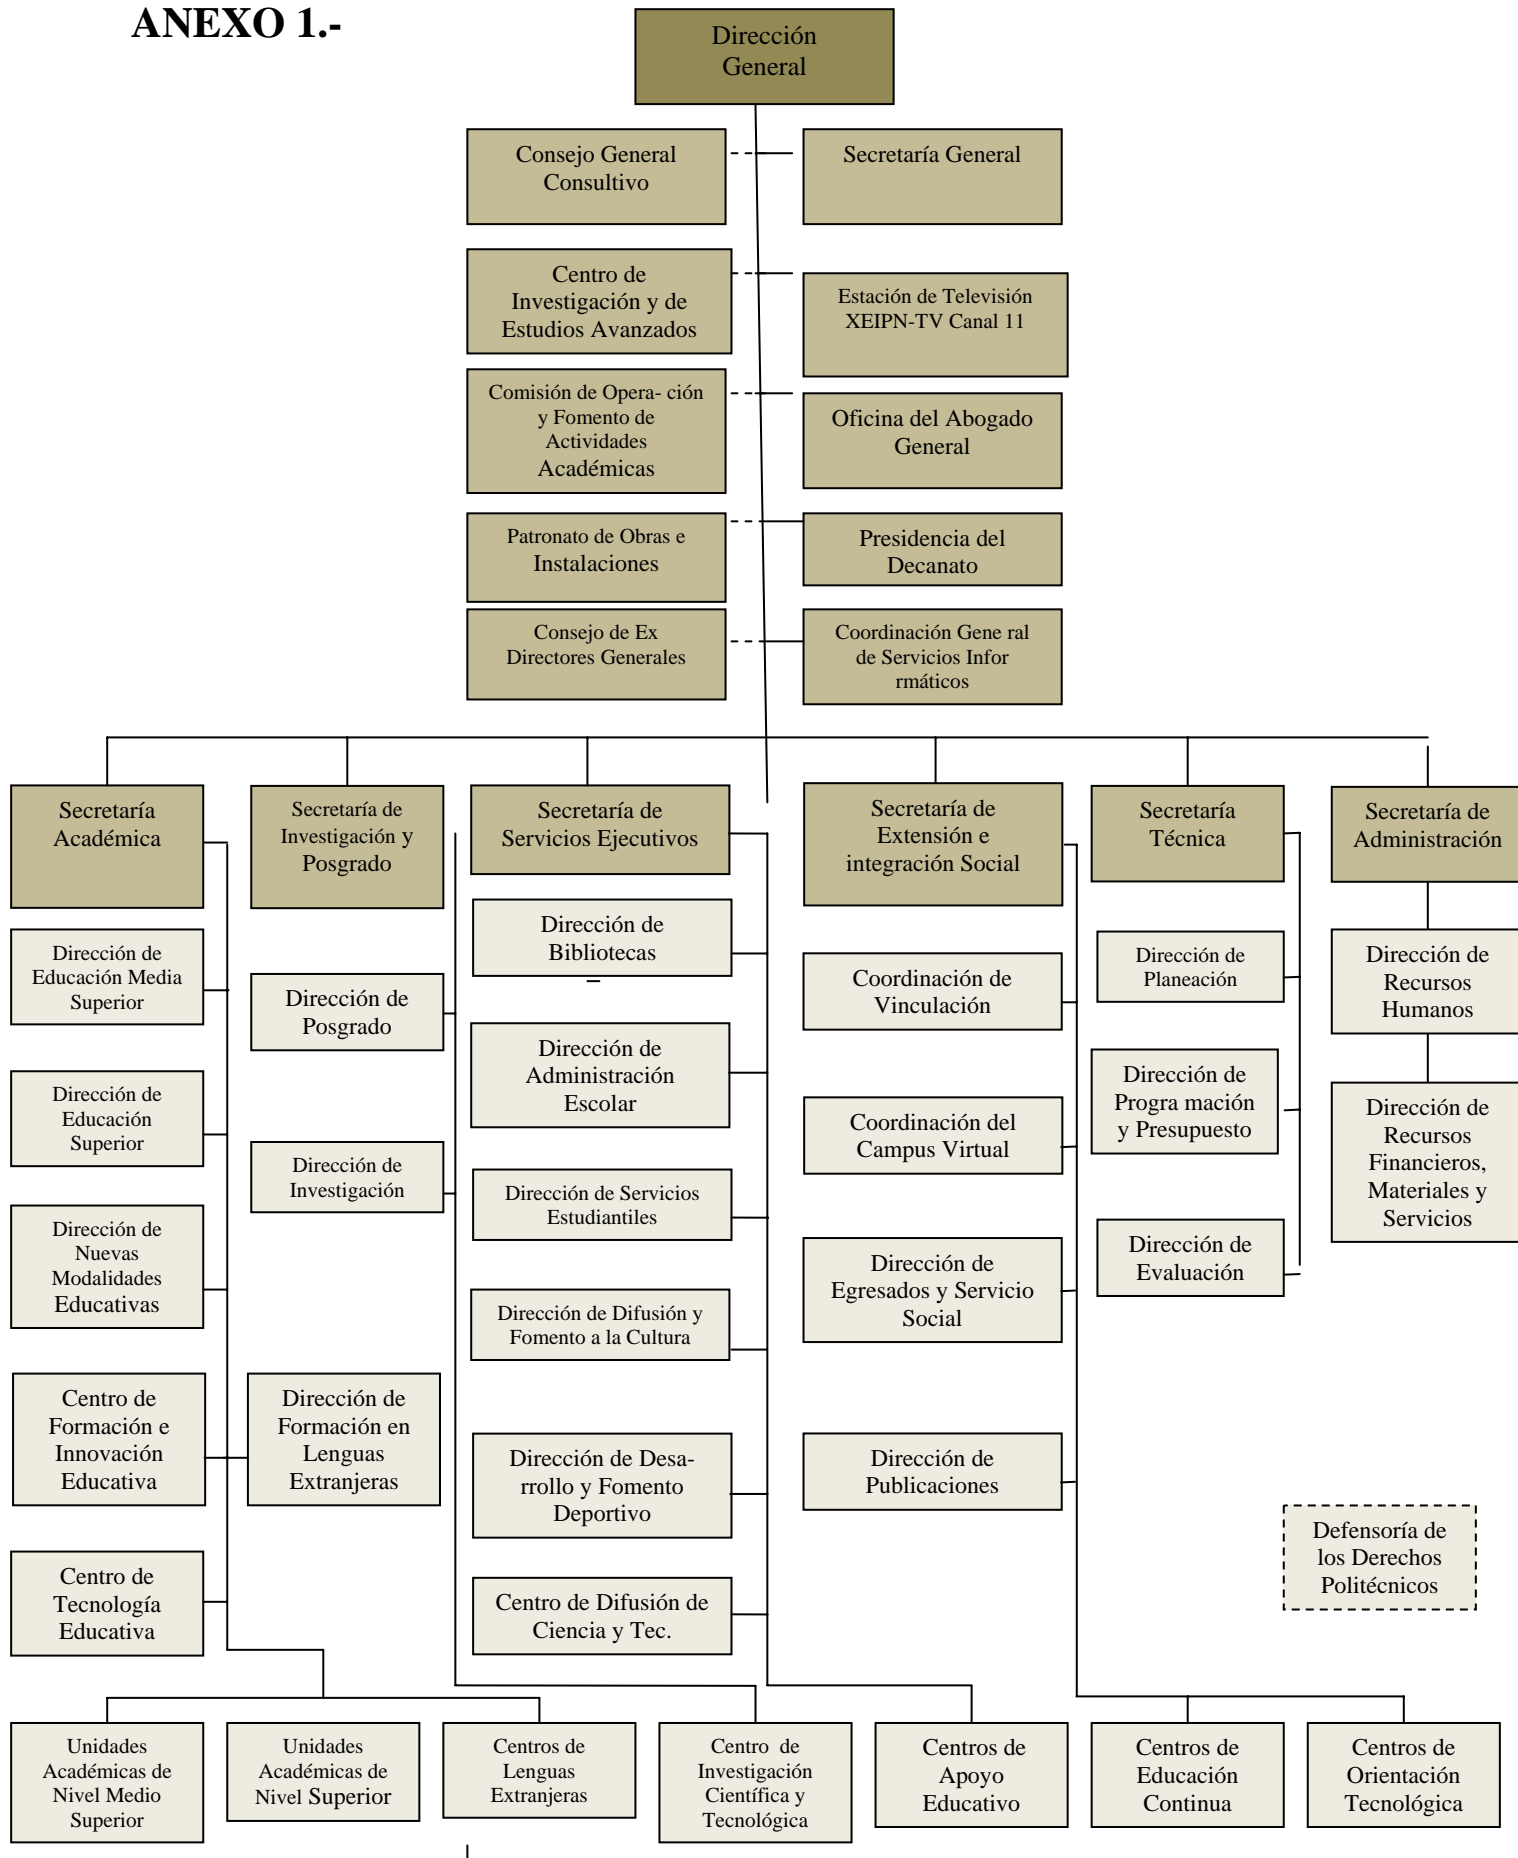 ANEXO 1.-
Dirección
General
Consejo General
Consultivo
Secretaría General
Centro de
Investigación y de
Estudios Avanzados
Estación de Televisión
XEIPN-TV Canal 11
Comisión de Opera- ción
y Fomento de
Actividades
Académicas
Oficina del Abogado
General
Patronato de Obras e
Instalaciones
Presidencia del
Decanato
Consejo de Ex
Directores Generales
Coordinación Gene ral
de Servicios Infor
rmáticos
Secretaría
Académica
Secretaría de
Investigación y
Posgrado
Secretaría de
Servicios Ejecutivos
Secretaría de
Extensión e
integración Social
Secretaría
Técnica
Secretaría de
Administración
Dirección de
Educación Media
Superior
Dirección de
Educación
Superior
Dirección de
Nuevas
Modalidades
Educativas
Centro de
Formación e
Innovación
Educativa
Centro de
Tecnología
Educativa
Dirección de
Posgrado
Dirección de
Investigación
Dirección de
Formación en
Lenguas
Extranjeras
Dirección de
Bibliotecas
Dirección de
Administración
Escolar
Dirección de Servicios
Estudiantiles
Dirección de Difusión y
Fomento a la Cultura
Dirección de Desa-
rrollo y Fomento
Deportivo
Centro de Difusión de
Ciencia y Tec.
Coordinación de
Vinculación
Coordinación del
Campus Virtual
Dirección de
Egresados y Servicio
Social
Dirección de
Publicaciones
Dirección de
Planeación
Dirección de
Progra mación
y Presupuesto
Dirección de
Evaluación
Dirección de
Recursos
Humanos
Dirección de
Recursos
Financieros,
Materiales y
Servicios
Defensoría de
los Derechos
Politécnicos
Unidades
Académicas de
Nivel Medio
Superior
Unidades
Académicas de
Nivel Superior
Centros de
Lenguas
Extranjeras
Centro de
Investigación
Científica y
Tecnológica
Centros de
Apoyo
Educativo
Centros de
Educación
Continua
Centros de
Orientación
Tecnológica